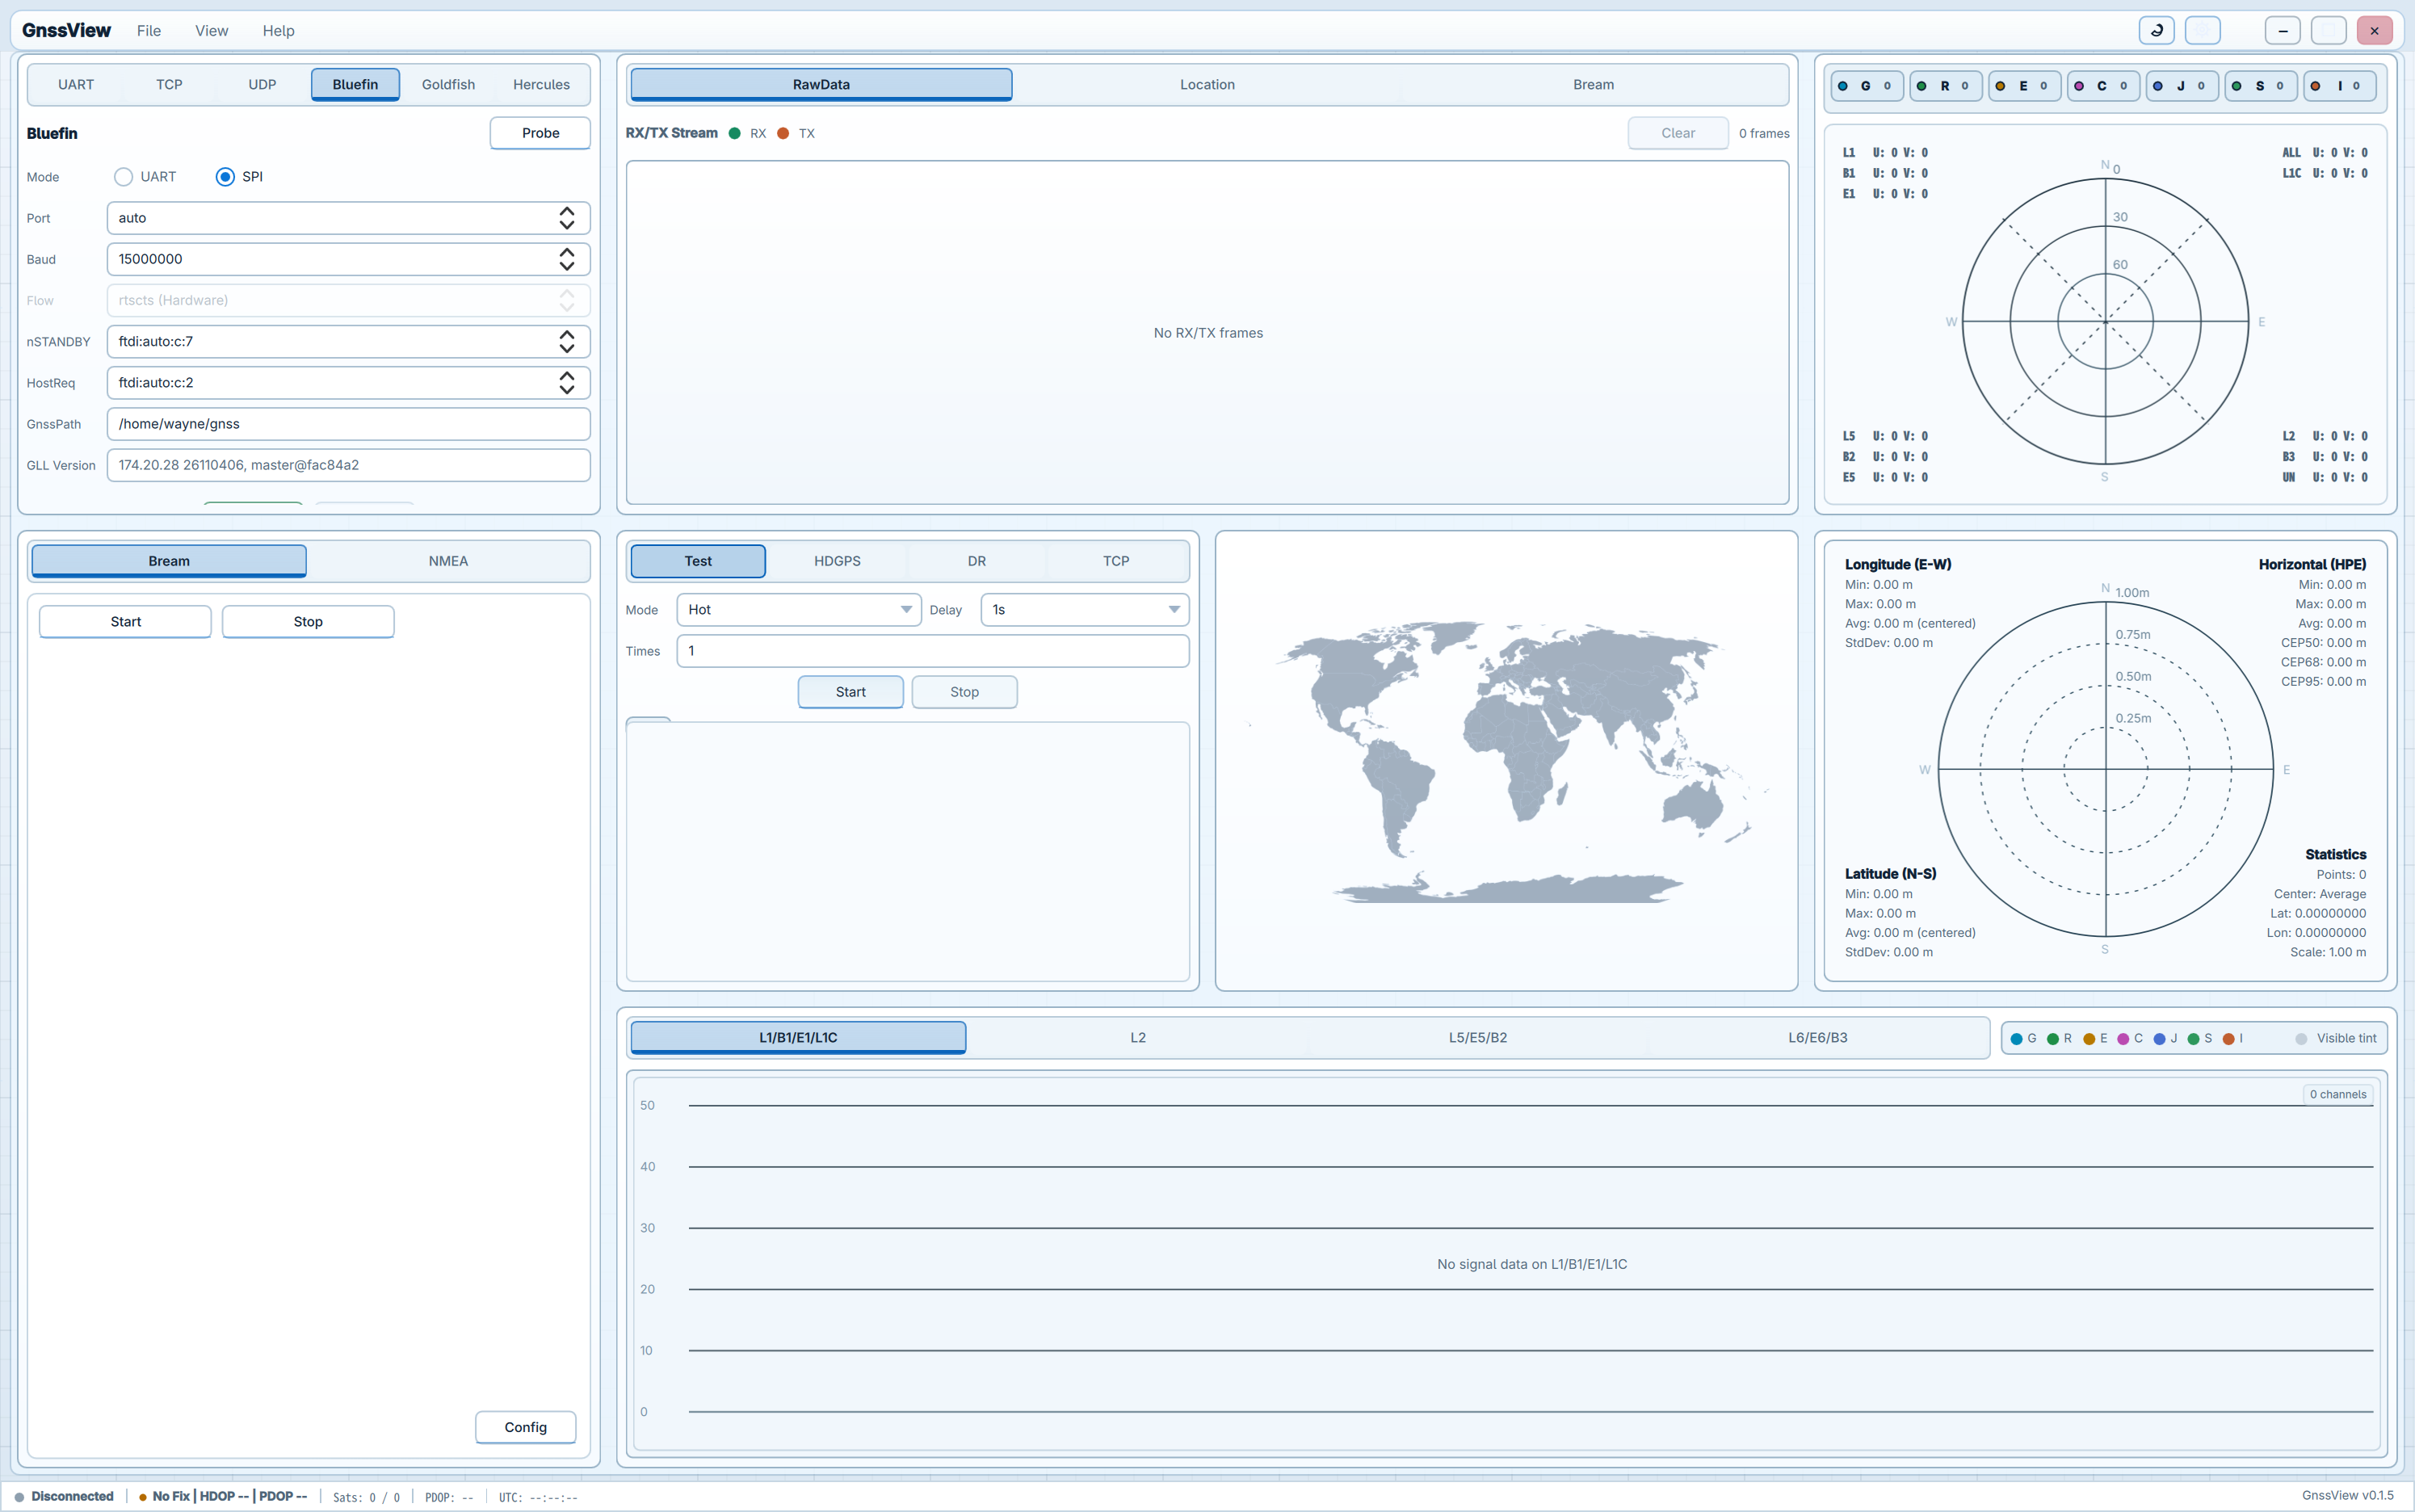 GnssView File View Help
UART TCP UDP Bluefin Goldfish Hercules
Bluefin Probe
Mode UART SPI
Port auto
Baud 15000000
Flow rtscts (Hardware)
nSTANDBY ftdi:auto:c:7
HostReq ftdi:auto:c:2
GnssPath /home/wayne/gnss
GLL Version 174.20.28 26110406, master@fac84a2
RawData Location Bream
RX/TX Stream RX TX Clear 0 frames
No RX/TX frames
G 0 R 0 E 0 C 0 J 0 S 0 I 0
L1 U: 0 V: 0
B1 U: 0 V: 0
E1 U: 0 V: 0
ALL U: 0 V: 0
L1C U: 0 V: 0
N 0
30
60
W E
S
L5 U: 0 V: 0
B2 U: 0 V: 0
E5 U: 0 V: 0
L2 U: 0 V: 0
B3 U: 0 V: 0
UN U: 0 V: 0
Bream NMEA
Start Stop
Config
Test HDGPS DR TCP
Mode Hot Delay 1s
Times 1
Start Stop
Longitude (E-W)
Min: 0.00 m
Max: 0.00 m
Avg: 0.00 m (centered)
StdDev: 0.00 m
Horizontal (HPE)
Min: 0.00 m
Max: 0.00 m
Avg: 0.00 m
CEP50: 0.00 m
CEP68: 0.00 m
CEP95: 0.00 m
N 1.00m
0.75m
0.50m
0.25m
W E
S
Latitude (N-S)
Min: 0.00 m
Max: 0.00 m
Avg: 0.00 m (centered)
StdDev: 0.00 m
Statistics
Points: 0
Center: Average
Lat: 0.00000000
Lon: 0.00000000
Scale: 1.00 m
L1/B1/E1/L1C L2 L5/E5/B2 L6/E6/B3
G R E C J S I Visible tint
0 channels
50
40
30
No signal data on L1/B1/E1/L1C
20
10
0
Disconnected No Fix | HDOP -- | PDOP -- Sats: 0 / 0 PDOP: -- UTC: --:--:-- GnssView v0.1.5